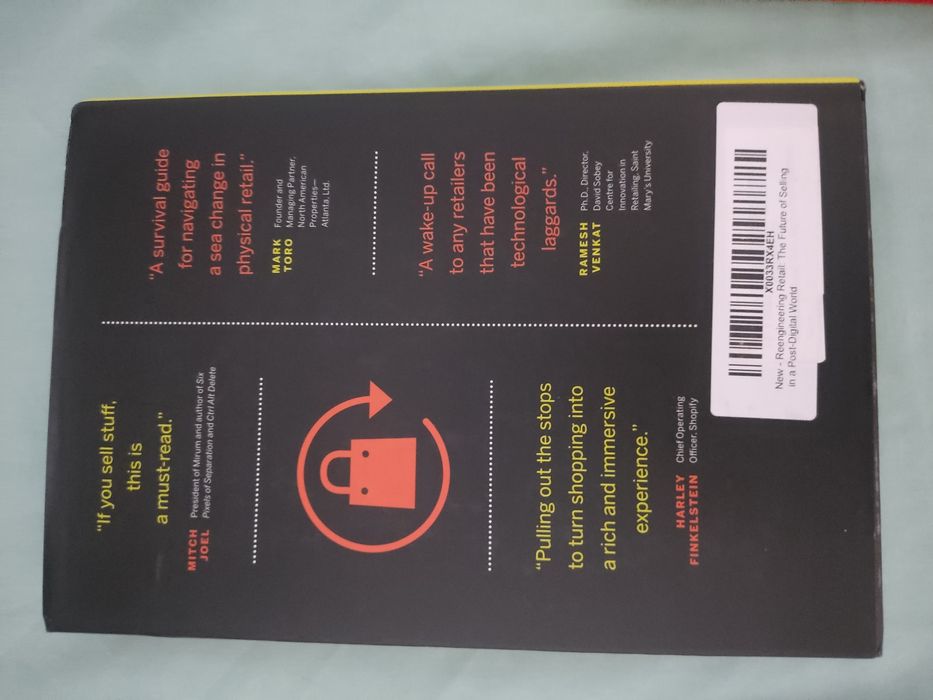 “If you sell stuff,
this is
a must-read.”
MITCH
JOEL
President of Mirum and author of Six
Pixels of Separation and Ctrl Alt Delete
“Pulling out the stops
to turn shopping into
a rich and immersive
experience.”
HARLEY
FINKELSTEIN
Chief Operating
Officer, Shopify
“A survival guide
for navigating
a sea change in
physical retail.”
MARK
TORO
Founder and
Managing Partner,
North American
Properties—
Atlanta, Ltd.
“A wake-up call
to any retailers
that have been
technological
laggards.”
RAMESH
VENKAT
Ph.D., Director,
David Sobey
Centre for
Innovation in
Retailing, Saint
Mary’s University
X0033RX4EH
New - Reengineering Retail: The Future of Selling
in a Post-Digital World